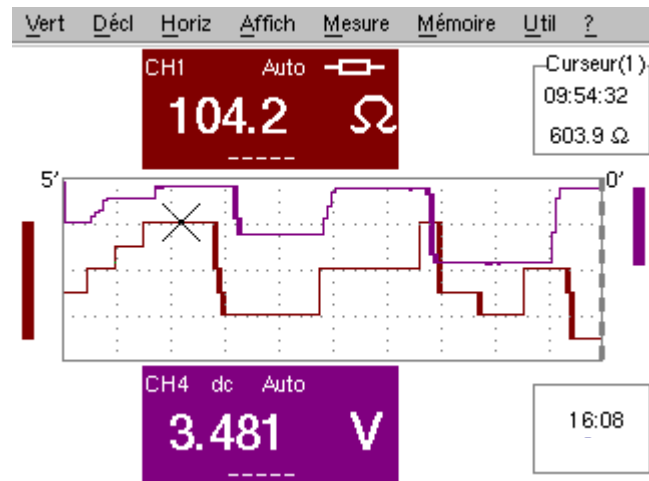 Vert Décl Horiz Affich Mesure Mémoire Util ?
CH1 Auto
104.2 Ω
-----
Curseur(1)
09:54:32
603.9 Ω
5' 0'
CH4 dc Auto
3.481 V
-----
16:08